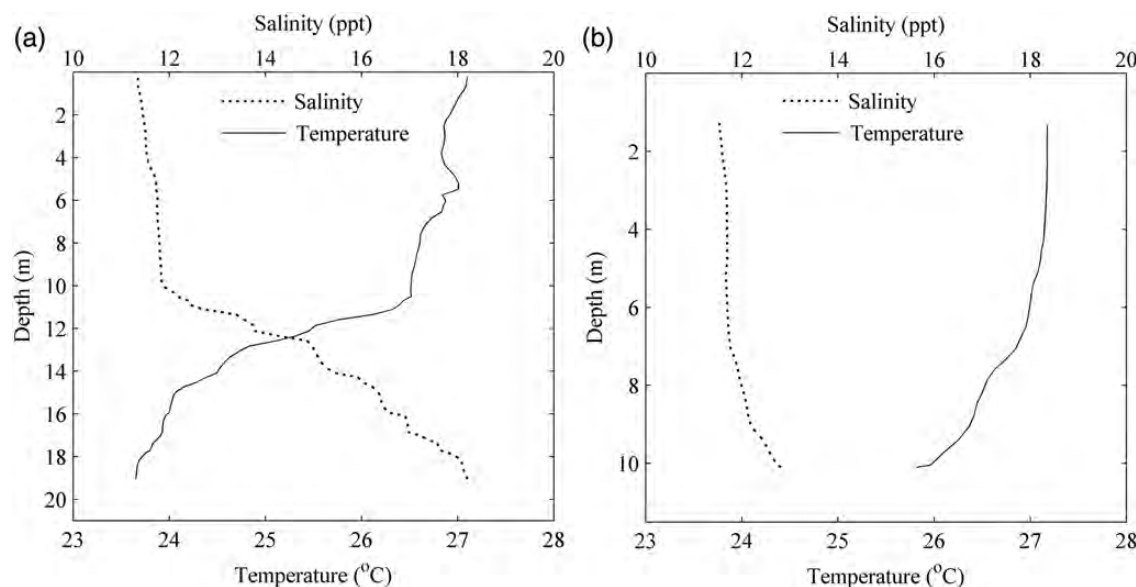 (a)
Salinity (ppt)
10 12 14 16 18 20
Salinity
Temperature
Depth (m)
2
4
6
8
10
12
14
16
18
20
23 24 25 26 27 28
Temperature (°C)
(b)
Salinity (ppt)
10 12 14 16 18 20
Salinity
Temperature
Depth (m)
2
4
6
8
10
23 24 25 26 27 28
Temperature (°C)